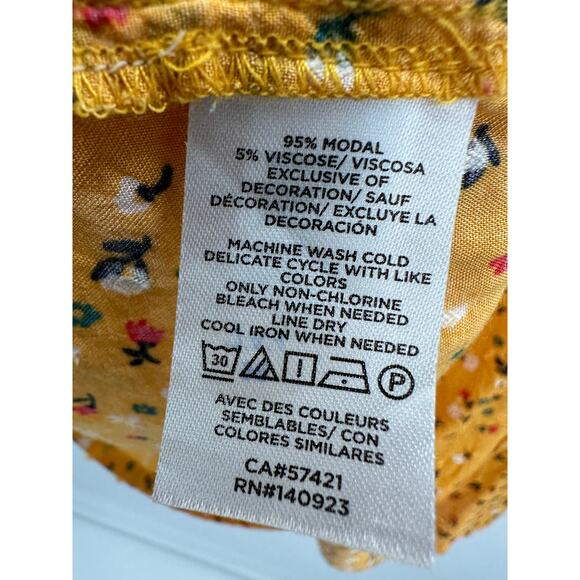 95% MODAL
5% VISCOSE/ VISCOSA
EXCLUSIVE OF
DECORATION/ SAUF
DÉCORATION/ EXCLUYE LA
DECORACIÓN
MACHINE WASH COLD
DELICATE CYCLE WITH LIKE
COLORS
ONLY NON-CHLORINE
BLEACH WHEN NEEDED
LINE DRY
COOL IRON WHEN NEEDED
30 P
AVEC DES COULEURS
SEMBLABLES/ CON
COLORES SIMILARES
CA#57421
RN#140923